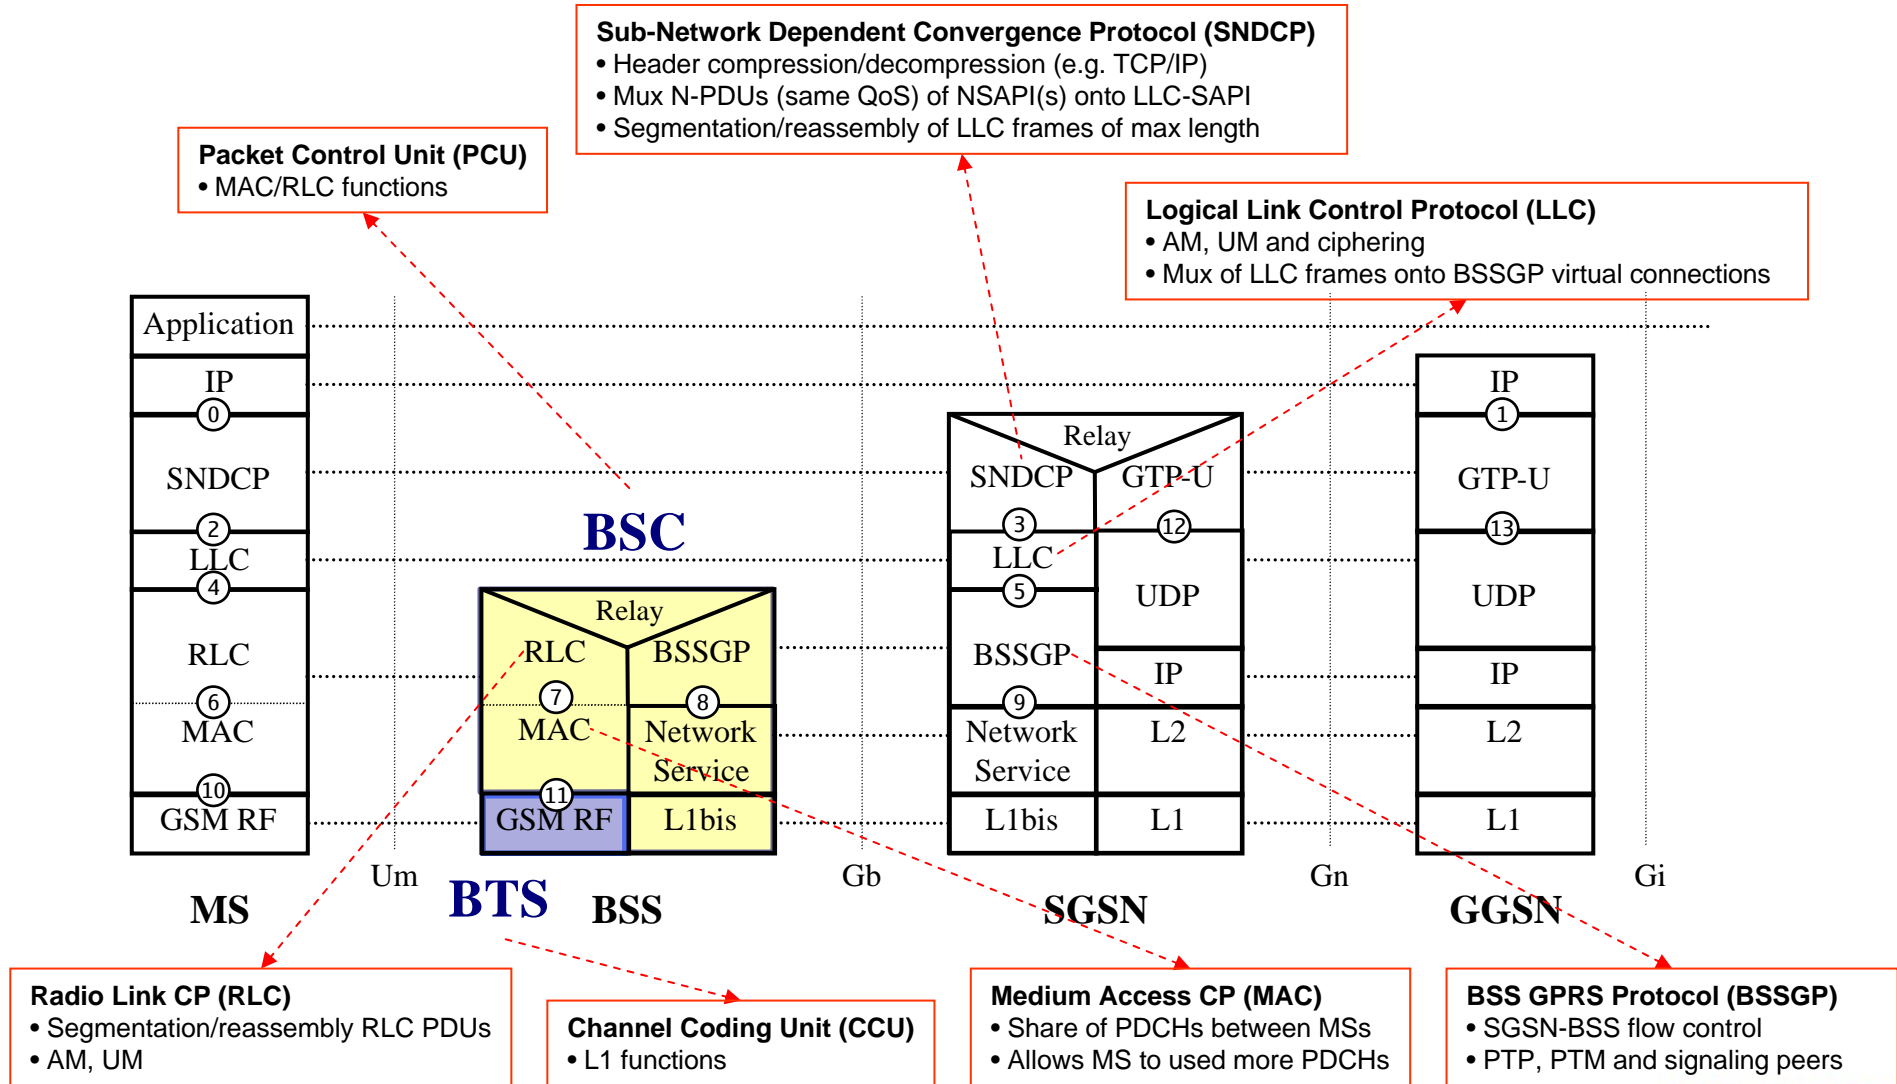 Sub-Network Dependent Convergence Protocol (SNDCP)
• Header compression/decompression (e.g. TCP/IP)
• Mux N-PDUs (same QoS) of NSAPI(s) onto LLC-SAPI
• Segmentation/reassembly of LLC frames of max length
Packet Control Unit (PCU)
• MAC/RLC functions
Logical Link Control Protocol (LLC)
• AM, UM and ciphering
• Mux of LLC frames onto BSSGP virtual connections
Application
IP
0
SNDCP
2
LLC
4
RLC
6
MAC
10
GSM RF
MS
Um
BSC
Relay
RLC
BSSGP
7
8
MAC
Network
Service
11
GSM RF
L1bis
BTS
BSS
Gb
Relay
SNDCP
GTP-U
3
12
LLC
5
UDP
BSSGP
IP
9
Network
Service
L2
L1bis
L1
SGSN
Gn
IP
1
GTP-U
13
UDP
IP
L2
L1
GGSN
Gi
Radio Link CP (RLC)
• Segmentation/reassembly RLC PDUs
• AM, UM
Channel Coding Unit (CCU)
• L1 functions
Medium Access CP (MAC)
• Share of PDCHs between MSs
• Allows MS to used more PDCHs
BSS GPRS Protocol (BSSGP)
• SGSN-BSS flow control
• PTP, PTM and signaling peers